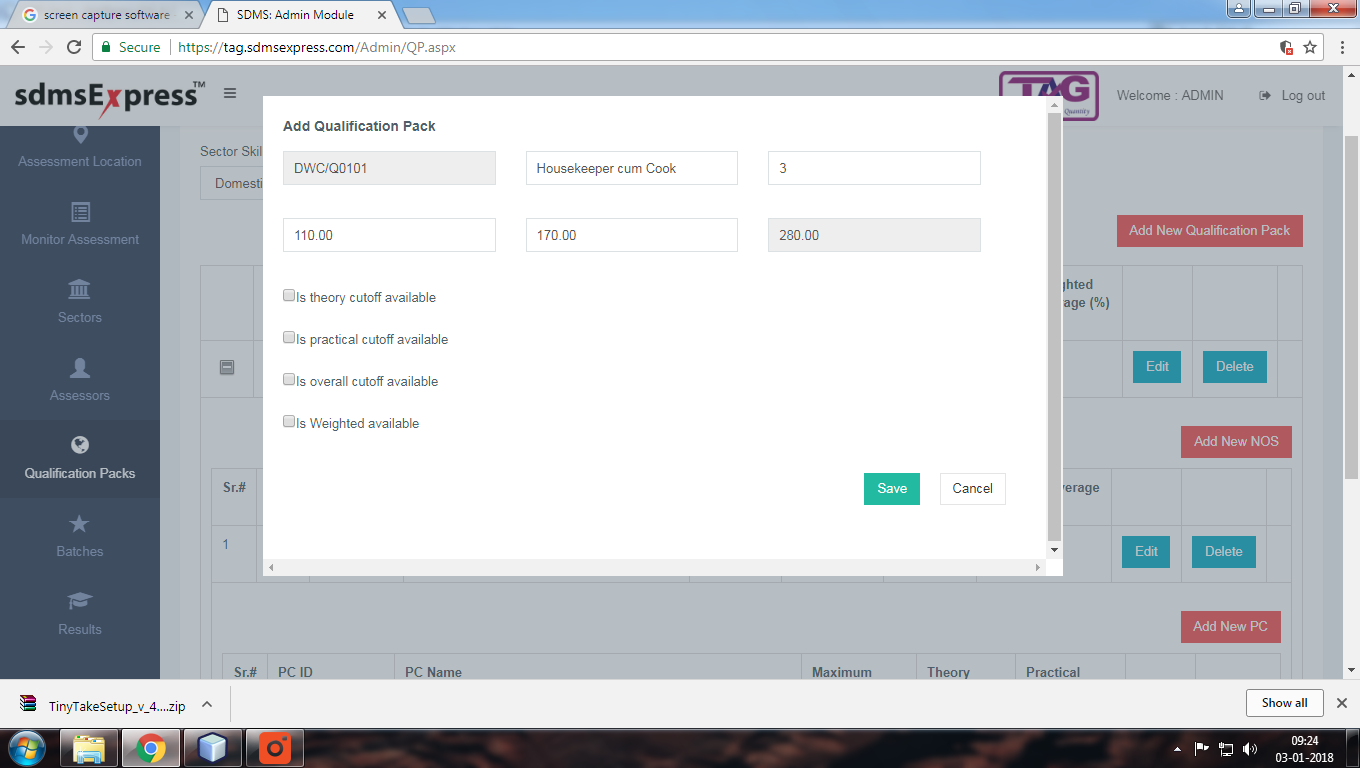 screen capture software
SDMS: Admin Module
Secure
https://tag.sdmsexpress.com/Admin/QP.aspx
sdmsExpress™
TAG
Quantify
Welcome : ADMIN
Log out
Assessment Location
Monitor Assessment
Sectors
Assessors
Qualification Packs
Batches
Results
Sector Skil
Domesti
Add New Qualification Pack
Add Qualification Pack
DWC/Q0101 Housekeeper cum Cook 3
110.00 170.00 280.00
Is theory cutoff available
Is practical cutoff available
Is overall cutoff available
Is Weighted available
Save Cancel
ghted
age (%)
Edit Delete
Add New NOS
Sr.# verage
1 Edit Delete
Add New PC
Sr.# PC ID PC Name Maximum Theory Practical
TinyTakeSetup_v_4....zip
Show all
09:24
03-01-2018